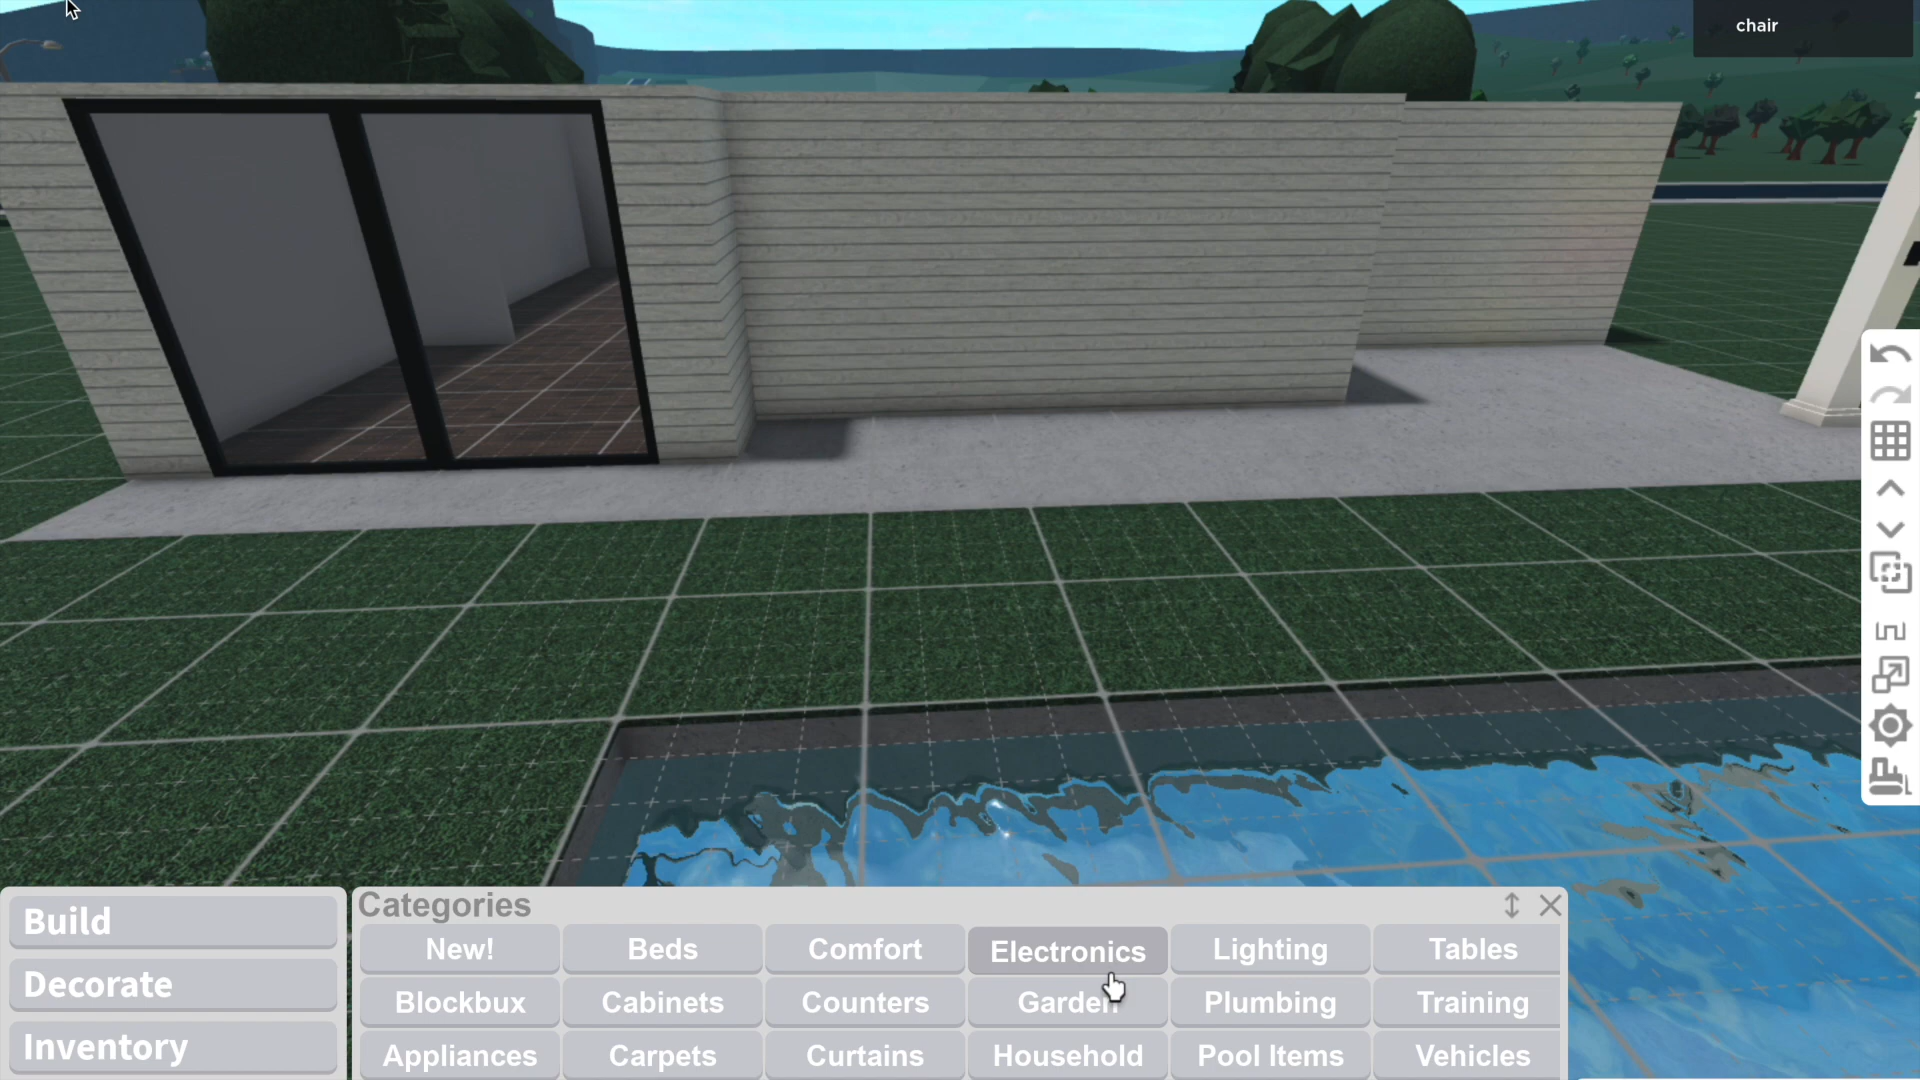 chair
Build
Decorate
Inventory
Categories
New! Beds Comfort Electronics Lighting Tables
Blockbux Cabinets Counters Garden Plumbing Training
Appliances Carpets Curtains Household Pool Items Vehicles